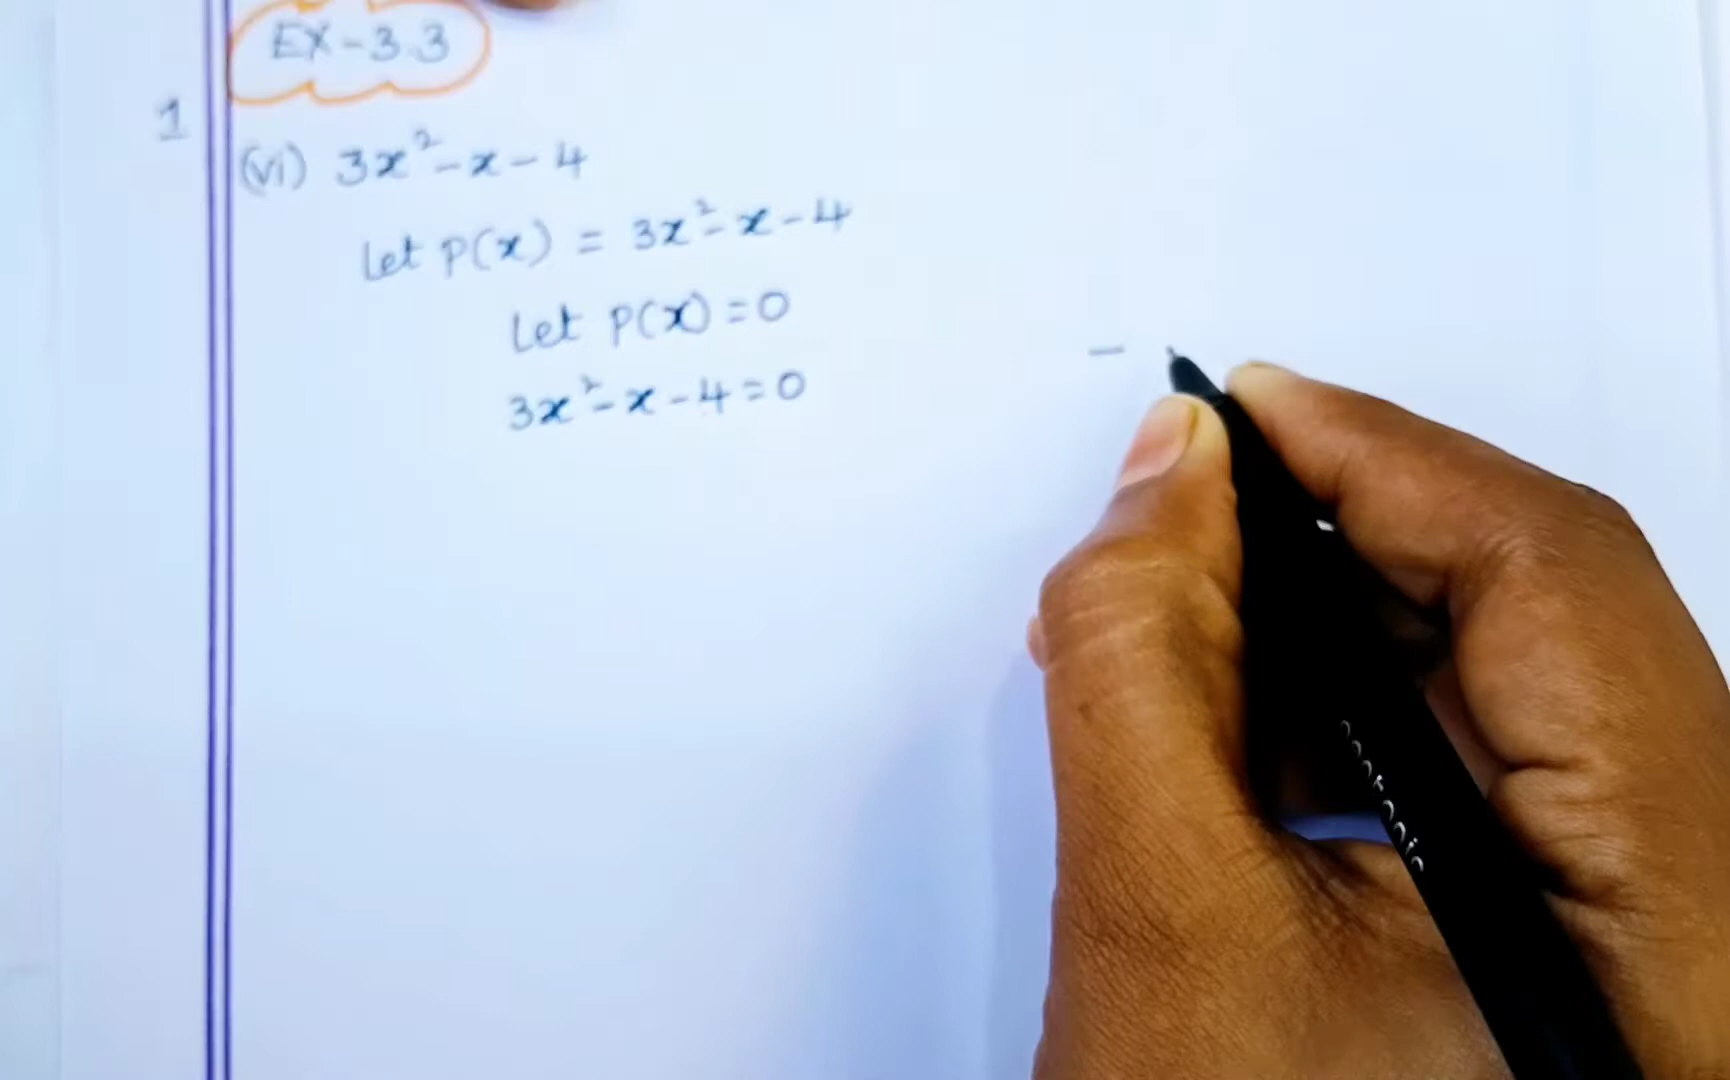 EX-3.3
1
(vi) 3x²-x-4
Let p(x) = 3x²-x-4
Let p(x)=0
3x²-x-4=0
-